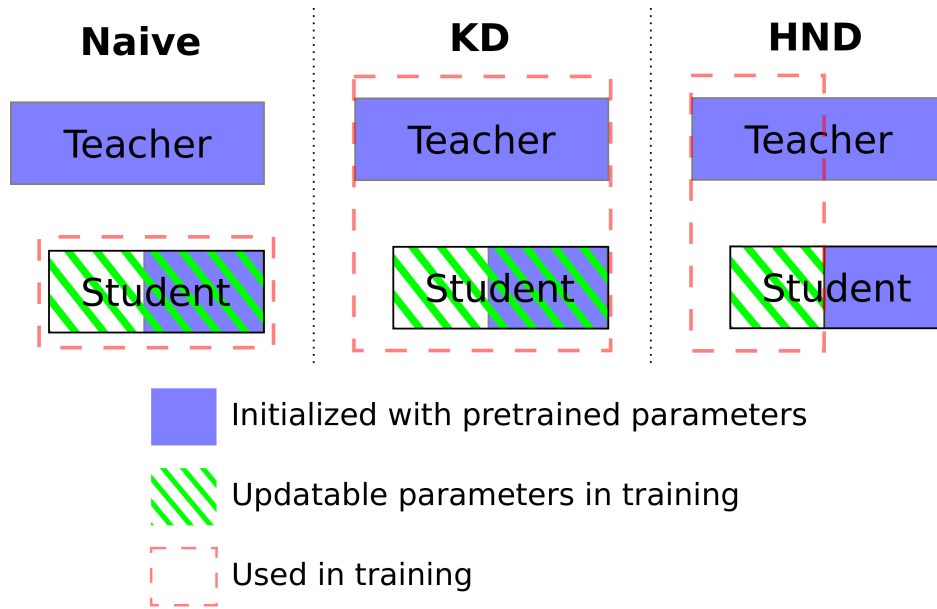 Naive KD HND
Teacher Teacher Teacher
Student Student Student
Initialized with pretrained parameters
Updatable parameters in training
Used in training